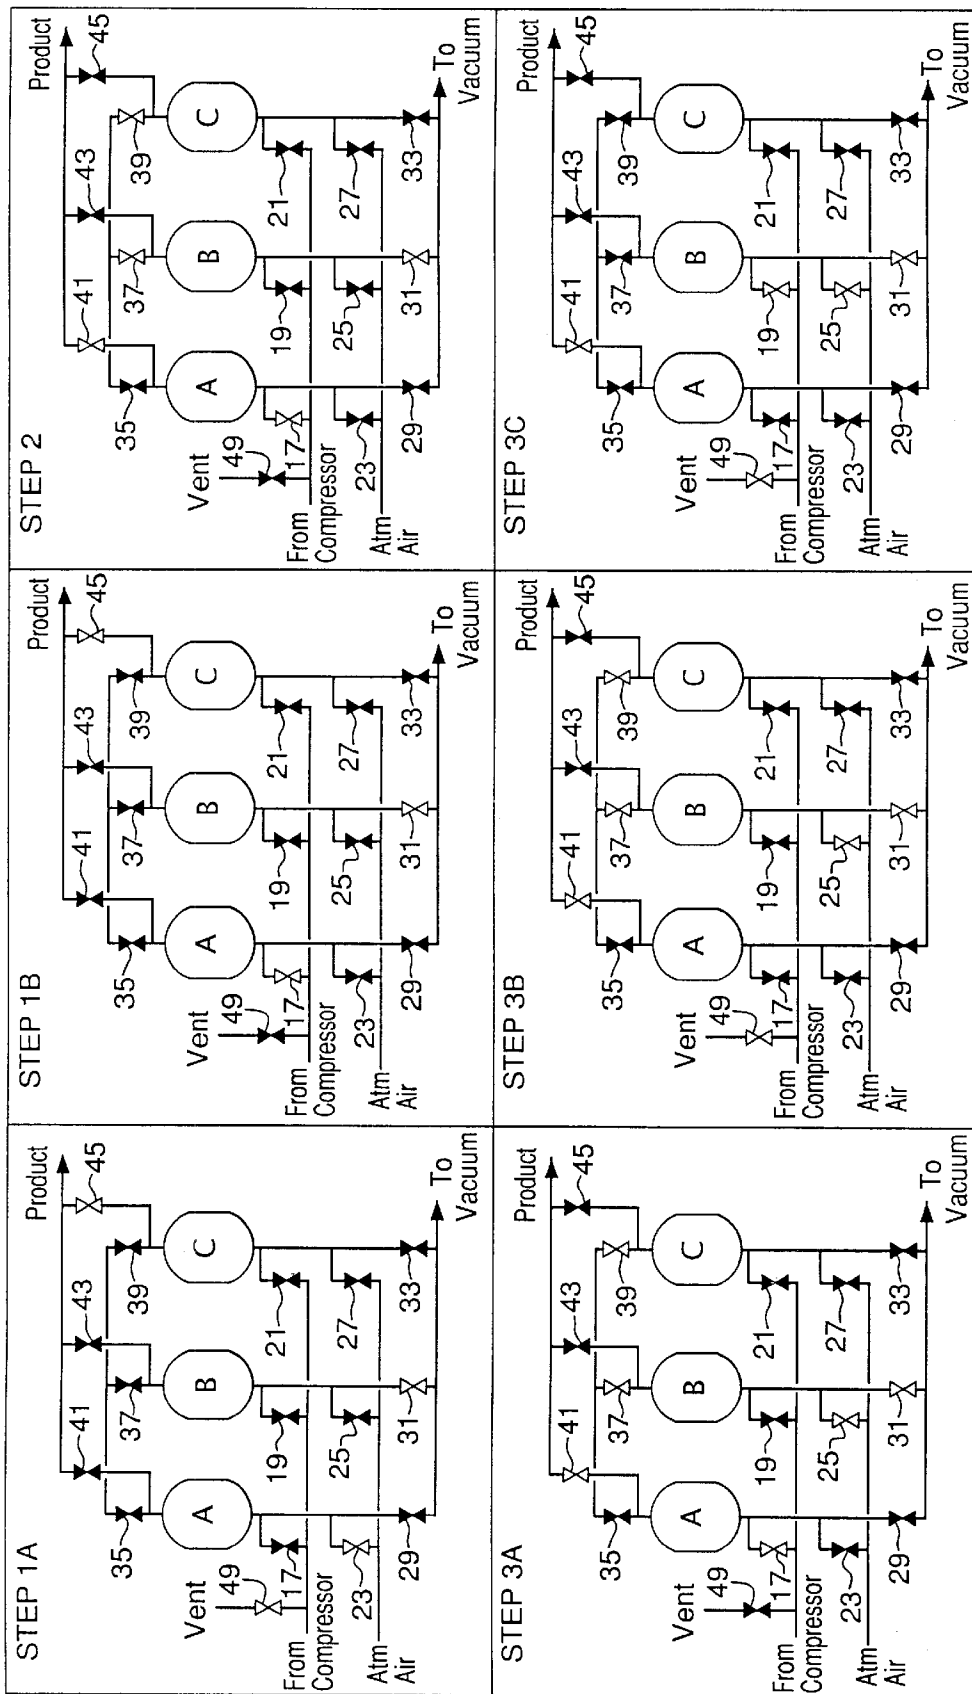 STEP 1A
Product
45
43
41
39
37
35
C
B
A
Vent
49
21
19
17
From
Compressor
27
25
23
Atm
Air
33
31
29
To
Vacuum
STEP 1B
Product
45
43
41
39
37
35
C
B
A
Vent
49
21
19
17
From
Compressor
27
25
23
Atm
Air
33
31
29
To
Vacuum
STEP 2
Product
45
43
41
39
37
35
C
B
A
Vent
49
21
19
17
From
Compressor
27
25
23
Atm
Air
33
31
29
To
Vacuum
STEP 3A
Product
45
43
41
39
37
35
C
B
A
Vent
49
21
19
17
From
Compressor
27
25
23
Atm
Air
33
31
29
To
Vacuum
STEP 3B
Product
45
43
41
39
37
35
C
B
A
Vent
49
21
19
17
From
Compressor
27
25
23
Atm
Air
33
31
29
To
Vacuum
STEP 3C
Product
45
43
41
39
37
35
C
B
A
Vent
49
21
19
17
From
Compressor
27
25
23
Atm
Air
33
31
29
To
Vacuum